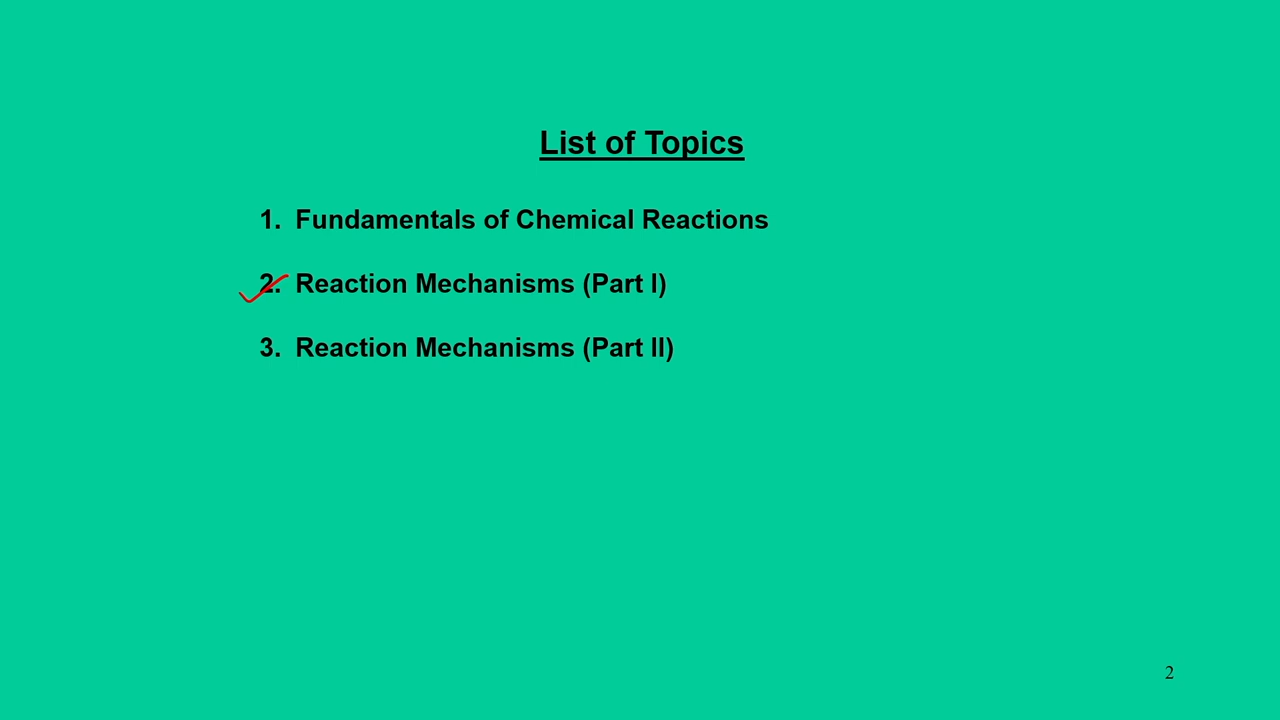 List of Topics
1. Fundamentals of Chemical Reactions
2. Reaction Mechanisms (Part I)
3. Reaction Mechanisms (Part II)
2